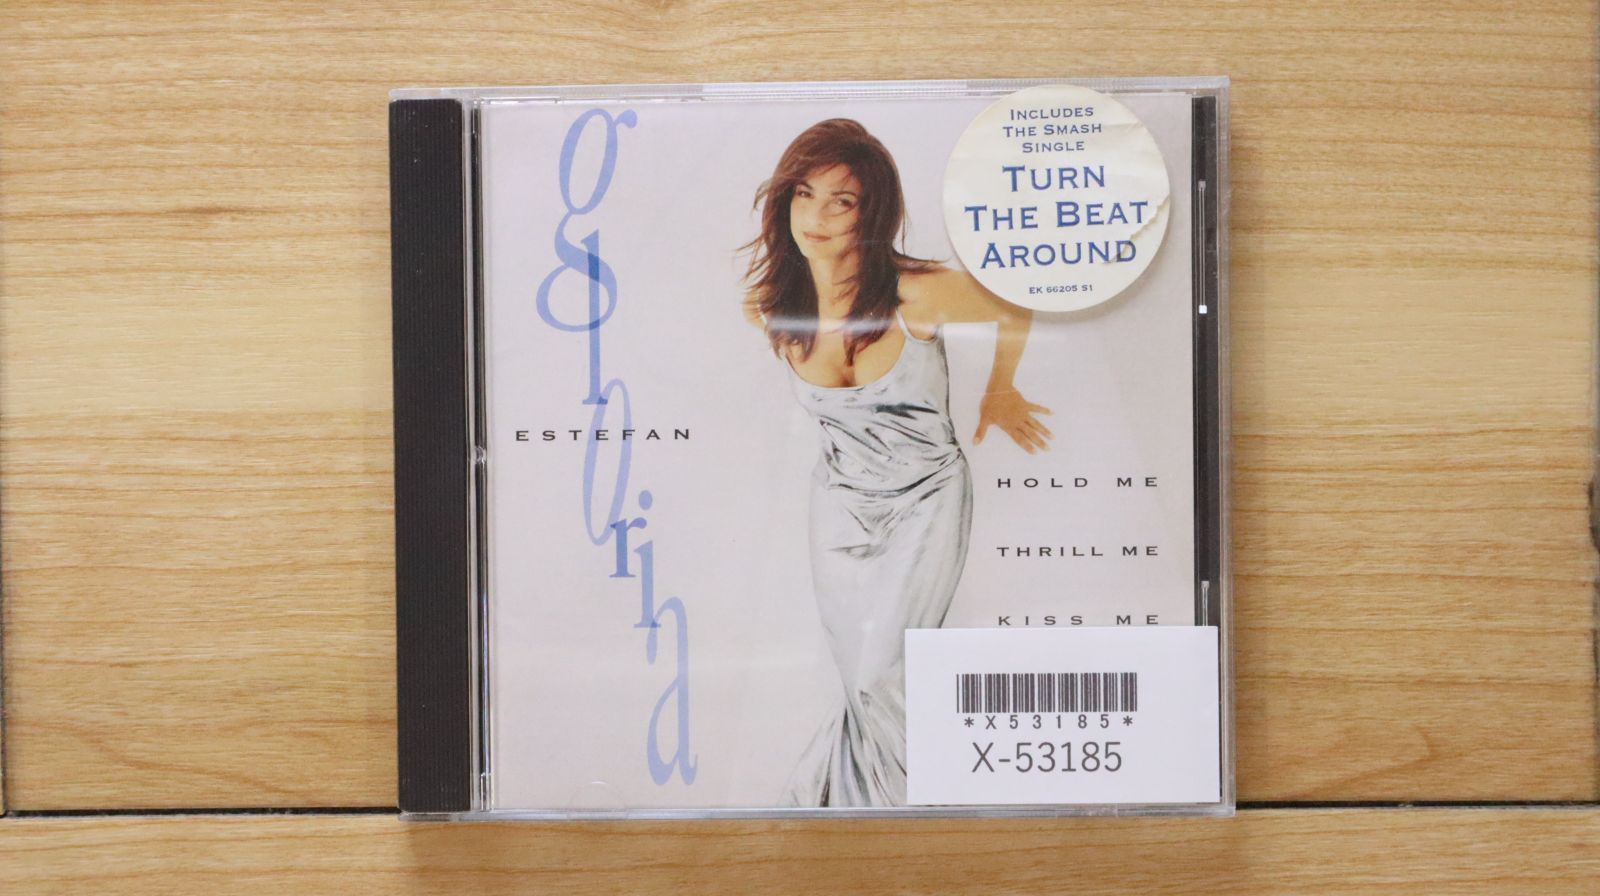 gloria
ESTEFAN
INCLUDES
THE SMASH
SINGLE
TURN
THE BEAT
AROUND
EK 66205 S1
HOLD ME
THRILL ME
KISS ME
*X53185*
X-53185